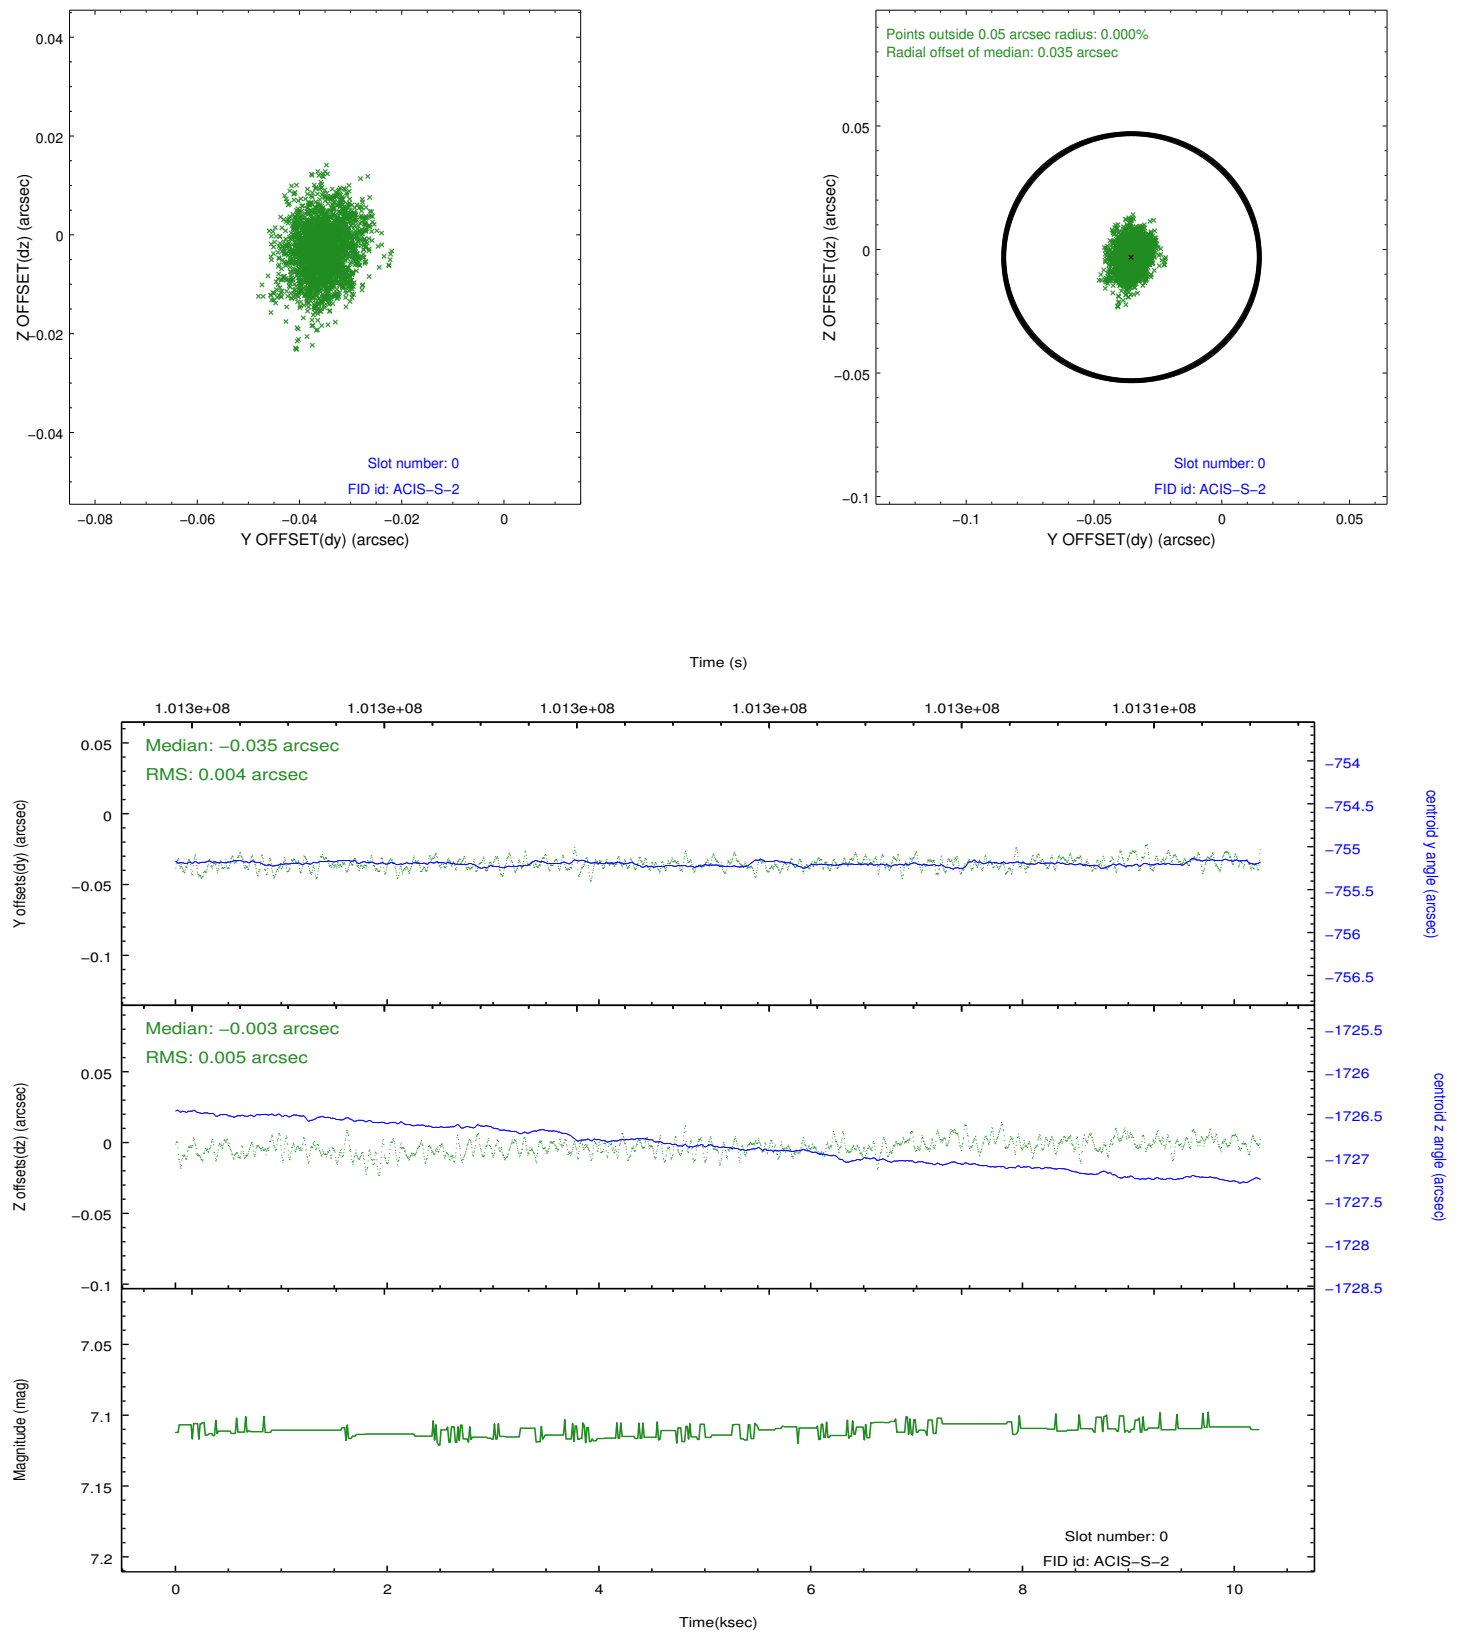 0.04
0.02
0
−0.02
−0.04
Z OFFSET(dz) (arcsec)
Slot number: 0
FID id: ACIS−S−2
−0.08 −0.06 −0.04 −0.02 0
Y OFFSET(dy) (arcsec)
Points outside 0.05 arcsec radius: 0.000%
Radial offset of median: 0.035 arcsec
0.05
0
−0.05
−0.1
Z OFFSET(dz) (arcsec)
Slot number: 0
FID id: ACIS−S−2
−0.1 −0.05 0 0.05
Y OFFSET(dy) (arcsec)
Time (s)
1.013e+08 1.013e+08 1.013e+08 1.013e+08 1.013e+08 1.0131e+08
Median: −0.035 arcsec
RMS: 0.004 arcsec
0.05
0
−0.05
−0.1
Y offsets(dy) (arcsec)
−754
−754.5
−755
−755.5
−756
−756.5
centroid y angle (arcsec)
Median: −0.003 arcsec
RMS: 0.005 arcsec
0.05
0
−0.05
−0.1
Z offsets(dz) (arcsec)
−1725.5
−1726
−1726.5
−1727
−1727.5
−1728
−1728.5
centroid z angle (arcsec)
7.05
7.1
7.15
7.2
Magnitude (mag)
Slot number: 0
FID id: ACIS−S−2
0 2 4 6 8 10
Time(ksec)